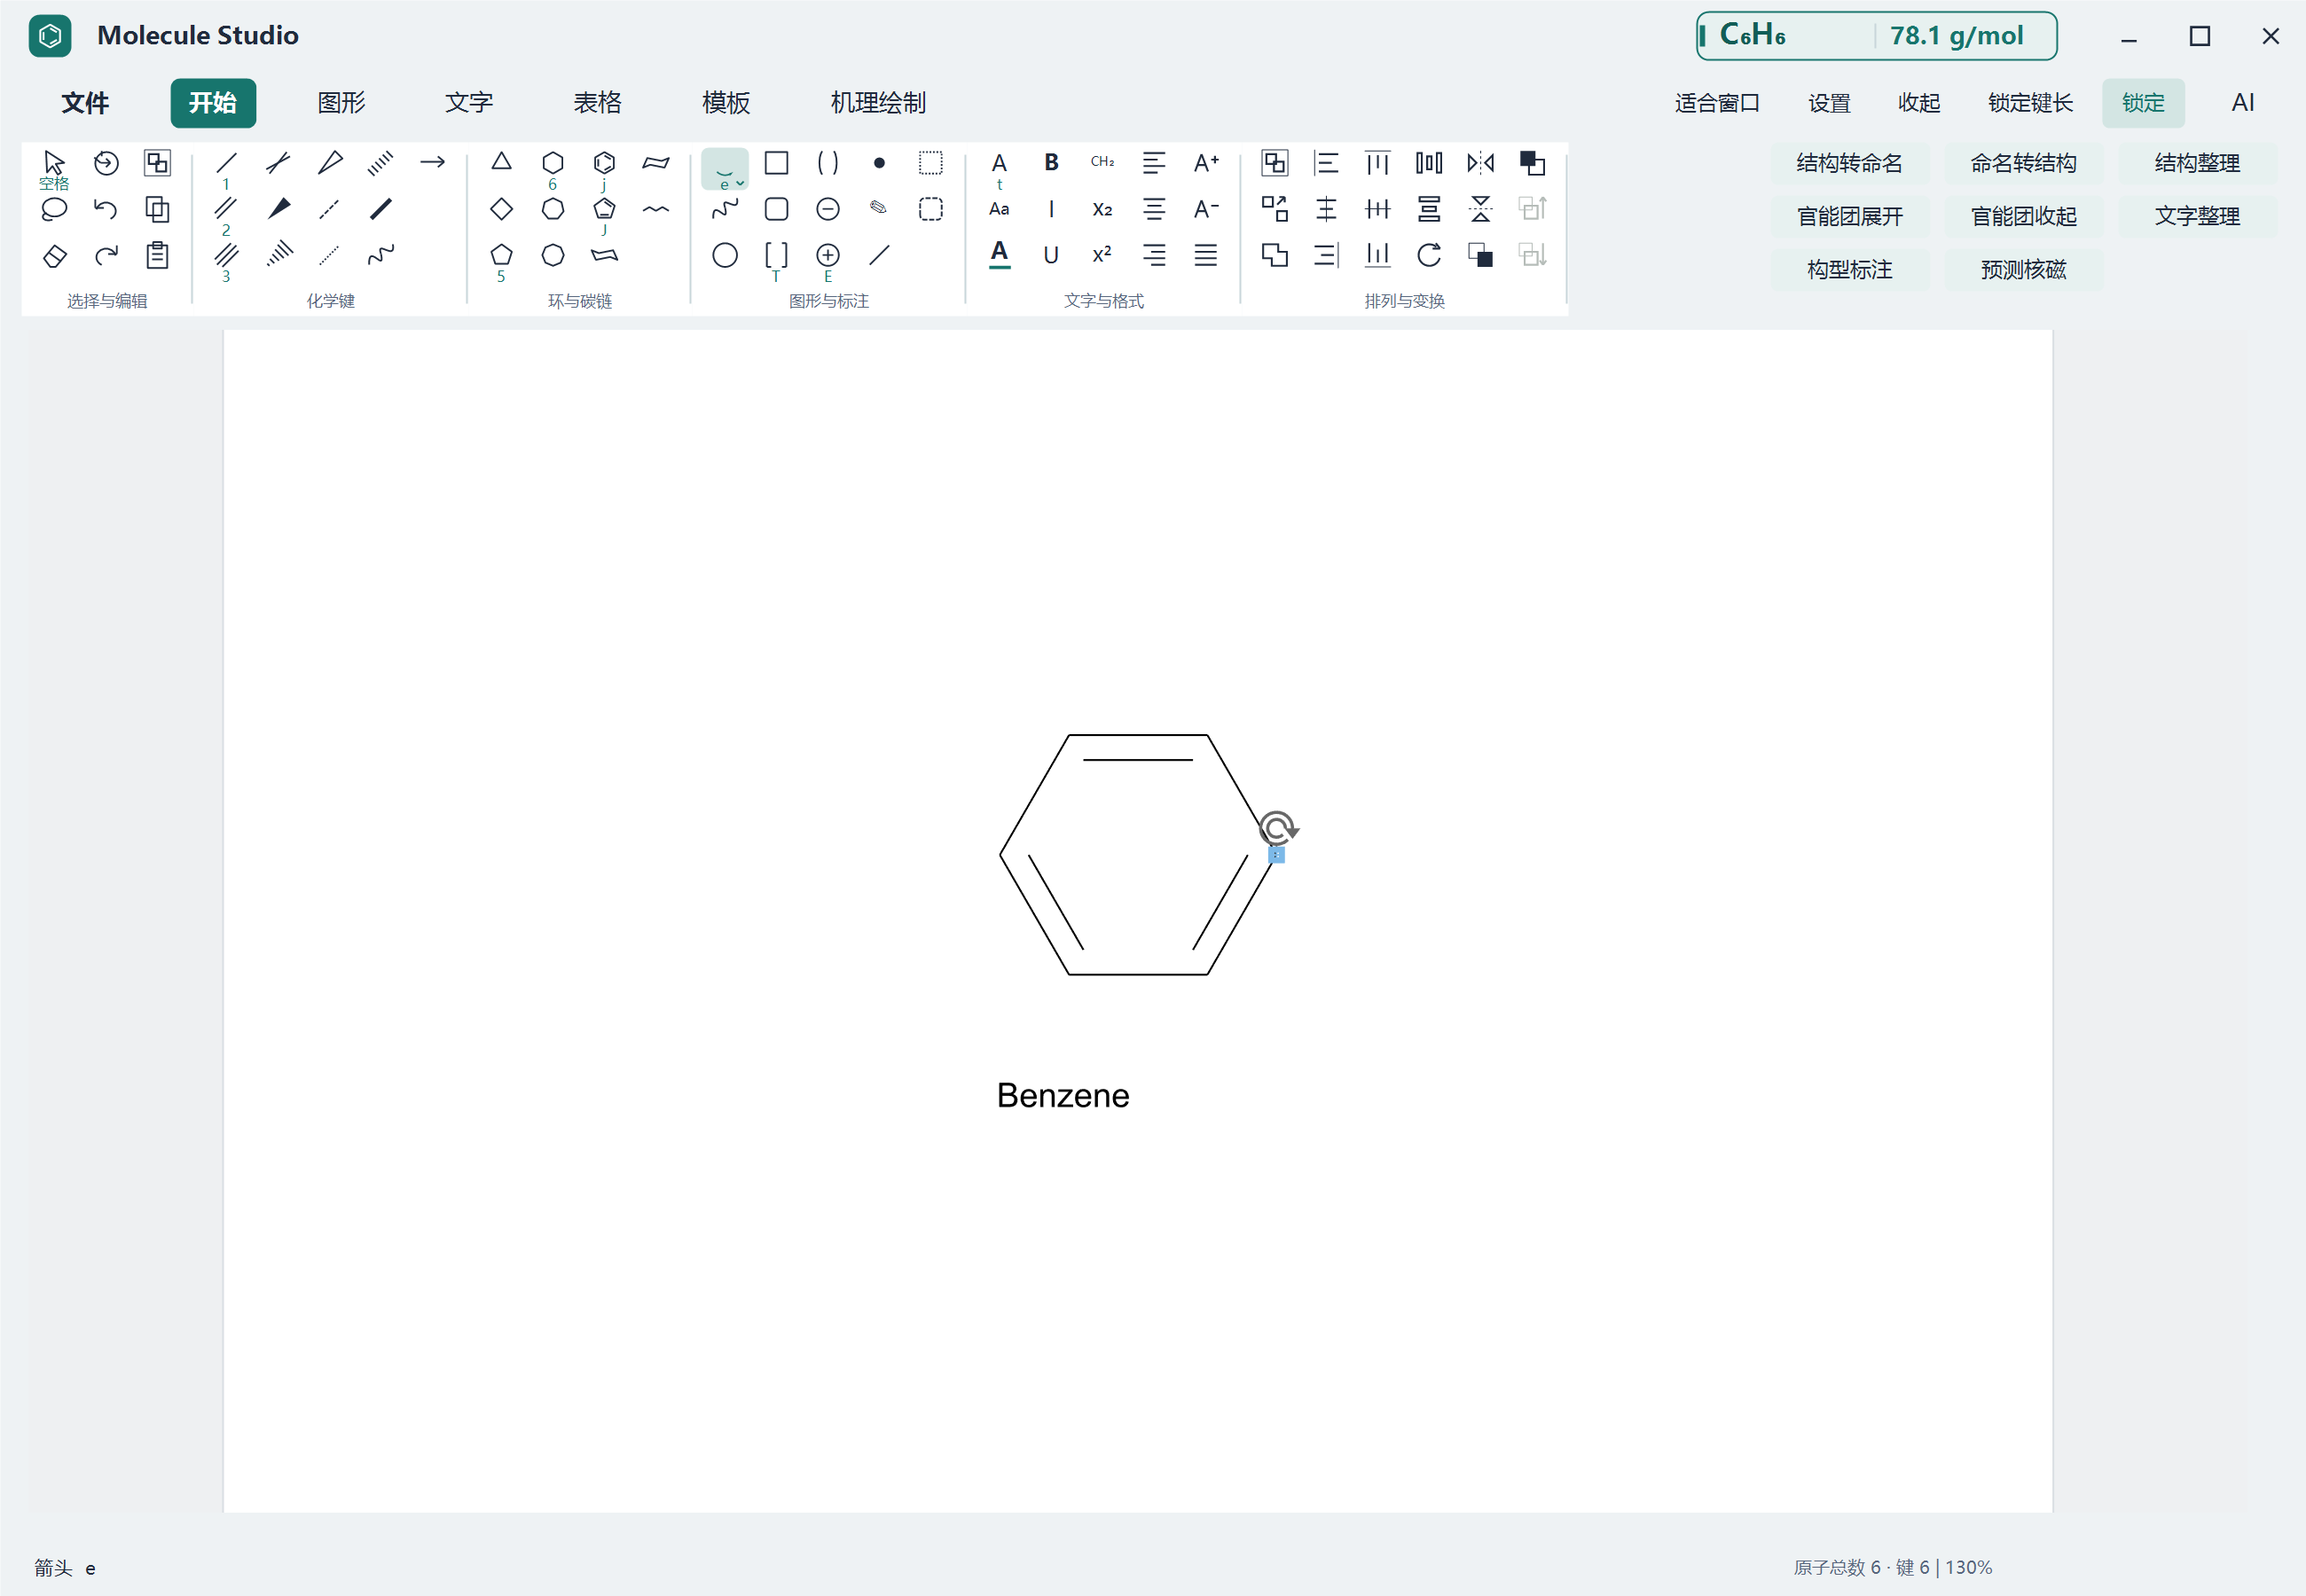 Molecule Studio
C₆H₆ 78.1 g/mol
文件 开始 图形 文字 表格 模板 机理绘制 适合窗口 设置 收起 锁定键长 锁定 AI
空格 1 6 j e A t B CH₂ A⁺
2 J Aa I X₂ A⁻
3 5 T E A U X²
选择与编辑 化学键 环与碳链 图形与标注 文字与格式 排列与变换
结构转命名 命名转结构 结构整理
官能团展开 官能团收起 文字整理
构型标注 预测核磁
Benzene
箭头 e
原子总数 6 · 键 6 | 130%